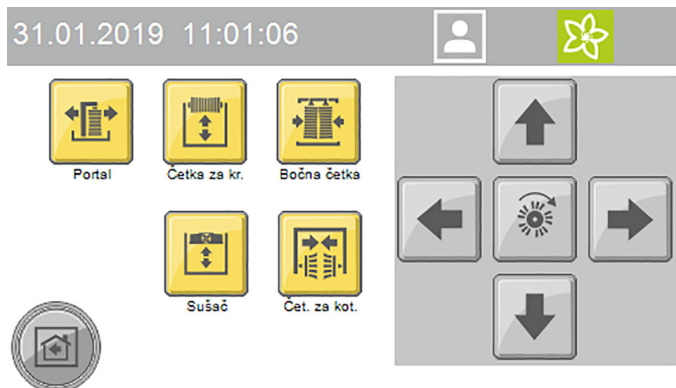 31.01.2019 11:01:06
Portal
Četka za kr.
Bočna četka
Sušač
Čet. za kot.